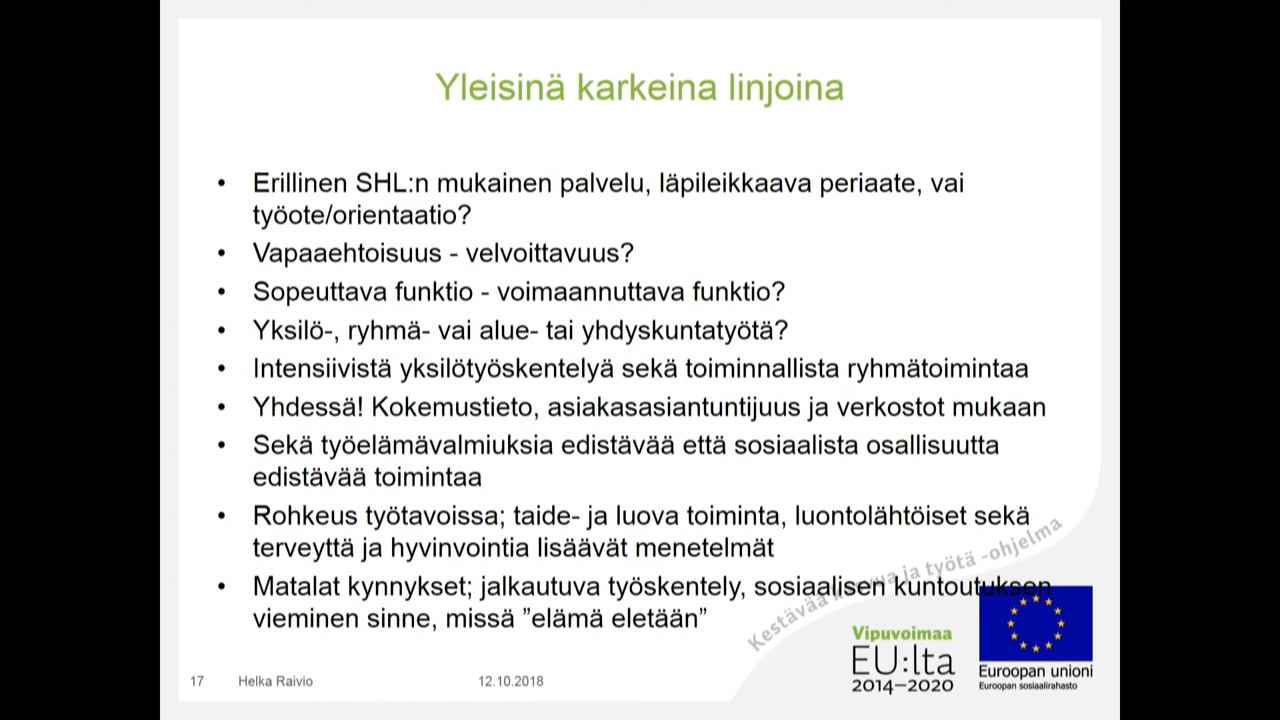 Yleisinä karkeina linjoina
• Erillinen SHL:n mukainen palvelu, läpileikkaava periaate, vai
työote/orientaatio?
• Vapaaehtoisuus - velvoittavuus?
• Sopeuttava funktio - voimaannuttava funktio?
• Yksilö-, ryhmä- vai alue- tai yhdyskuntatyötä?
• Intensiivistä yksilötyöskentelyä sekä toiminnallista ryhmätoimintaa
• Yhdessä! Kokemustieto, asiakasasiantuntijuus ja verkostot mukaan
• Sekä työelämävalmiuksia edistävää että sosiaalista osallisuutta
edistävää toimintaa
• Rohkeus työtavoissa; taide- ja luova toiminta, luontolähtöiset sekä
terveyttä ja hyvinvointia lisäävät menetelmät
• Matalat kynnykset; jalkautuva työskentely, sosiaalisen kuntoutuksen
vieminen sinne, missä ”elämä eletään”
Kestävää kasvua ja työtä -ohjelma
Vipuvoimaa
EU:lta
2014–2020
Euroopan unioni
Euroopan sosiaalirahasto
17 Helka Raivio 12.10.2018